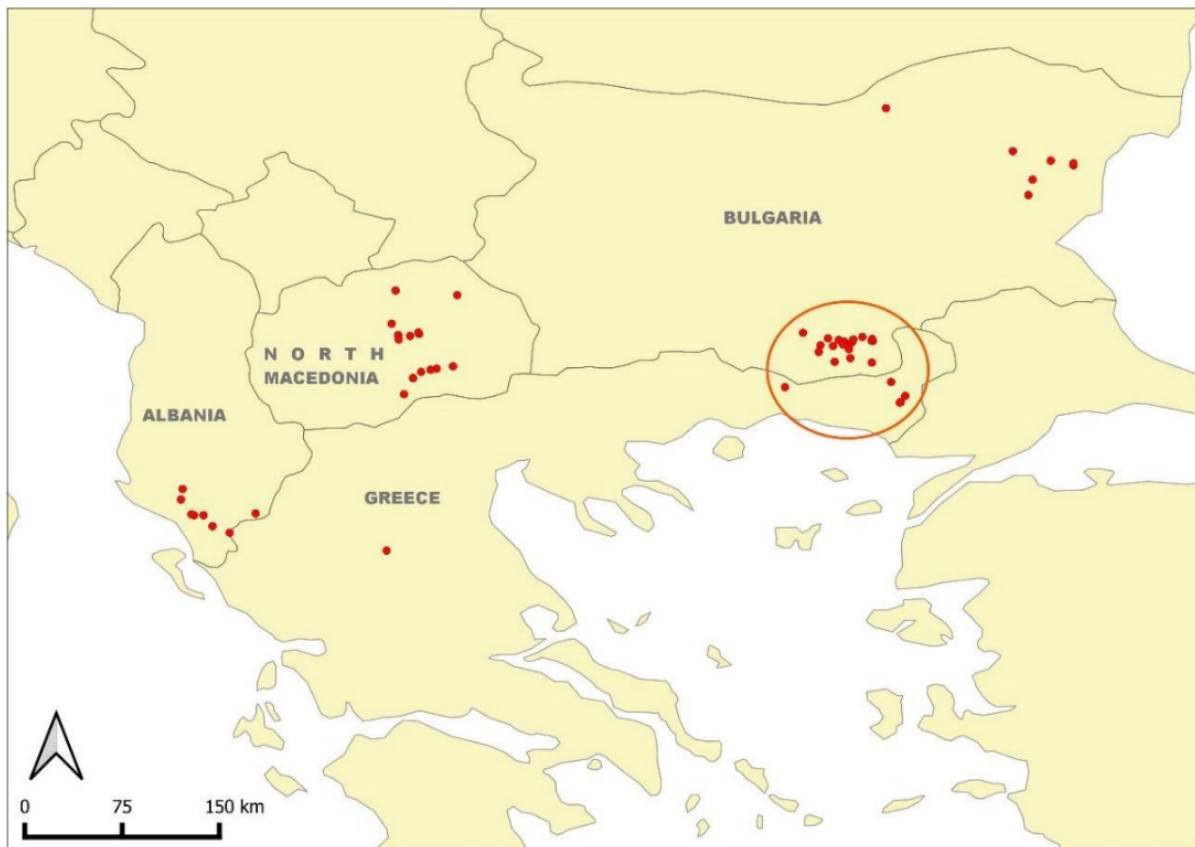 BULGARIA
N O R T H
MACEDONIA
ALBANIA
GREECE
0 75 150 km